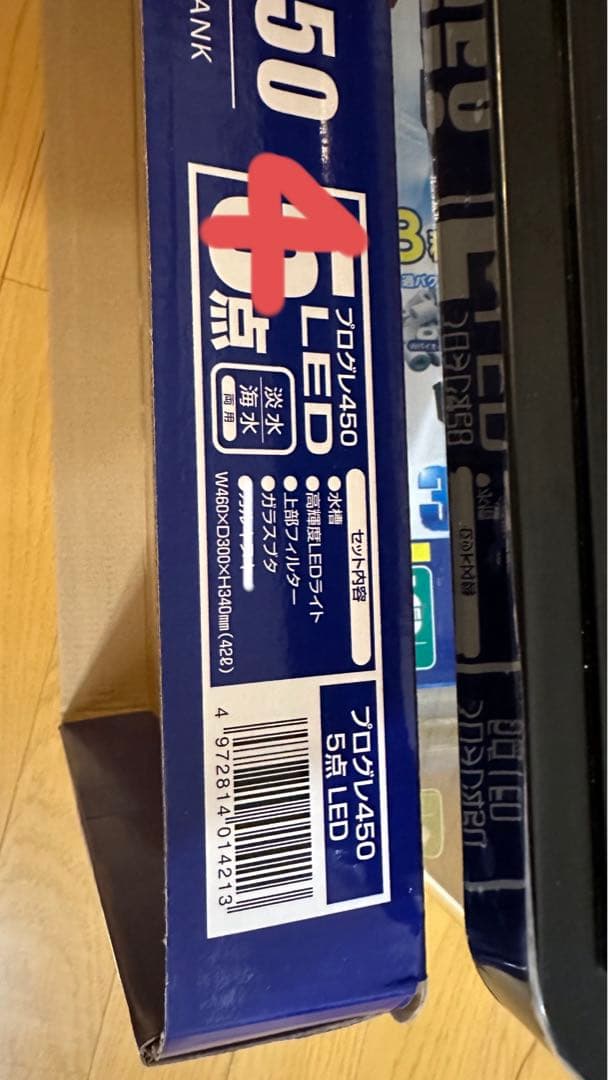 50
ANK
4点
プログレ450
LED
淡水
海水
両用
セット内容
●水槽
●高輝度LEDライト
●上部フィルター
●ガラスブタ
W460×D300×H340mm(42ℓ)
プログレ450
5点 LED
4 972814 014213